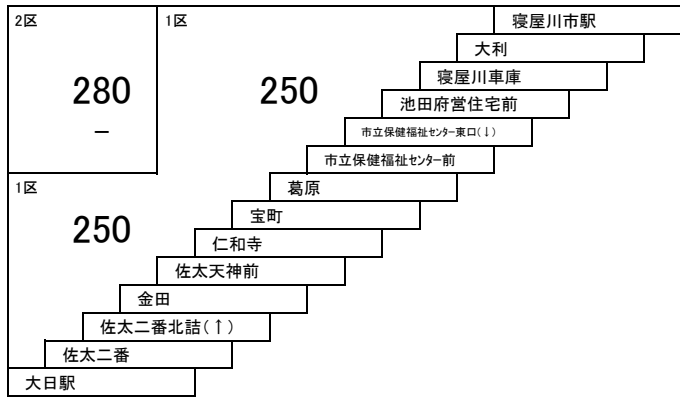 2区
1区
寝屋川市駅
大利
280
250
寝屋川車庫
－
池田府営住宅前
市立保健福祉センター東口(↓)
市立保健福祉センター前
1区
葛原
250
宝町
仁和寺
佐太天神前
金田
佐太二番北詰(↑)
佐太二番
大日駅